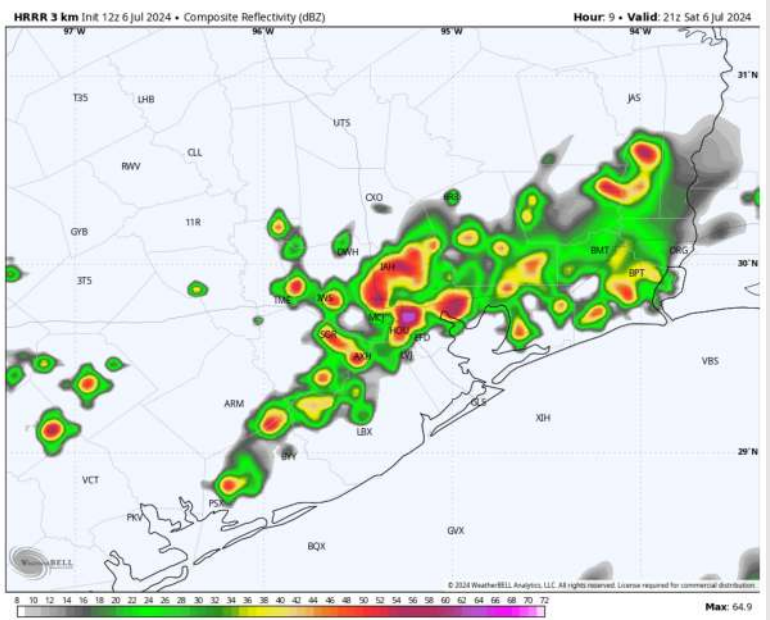 HRRR 3 km Init 12z 6 Jul 2024 • Composite Reflectivity (dBZ)
Hour: 9 • Valid: 21z Sat 6 Jul 2024
97°W 96°W 95°W 94°W
31°N
T35 LHB JAS
UTS
CLL
RWV
CXO
11R
GYB
DWH BMT ORG
30°N
IAH BPT
3T5
TME IWS
MCJ
SGR HOU EFD
AXH LVJ
VBS
ARM GLS
XIH
LBX
BYY 29°N
VCT
PSX
PKV
GVX
BQX
WeatherBELL
© 2024 WeatherBELL Analytics, LLC. All rights reserved. License required for commercial distribution.
8 10 12 14 16 18 20 22 24 26 28 30 32 34 36 38 40 42 44 46 48 50 52 54 56 58 60 62 64 66 68 70 72
Max: 64.9